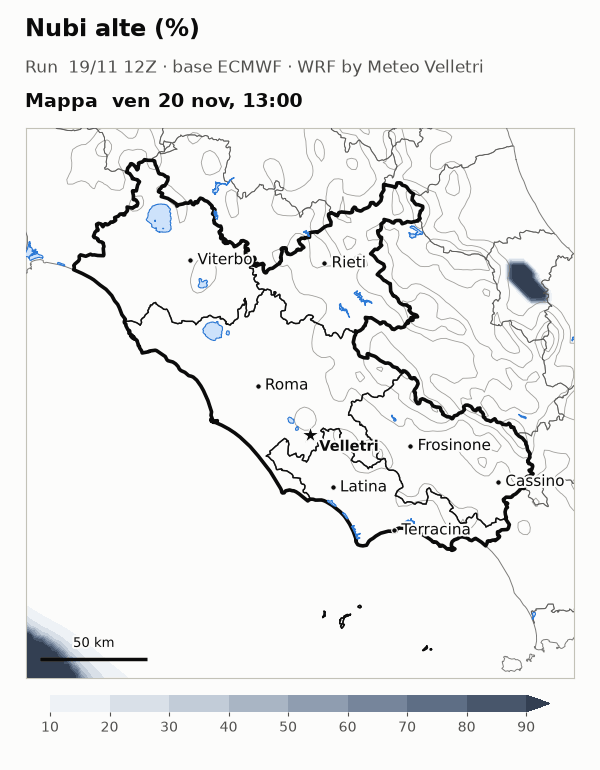 Nubi alte (%)
Run  19/11 12Z · base ECMWF · WRF by Meteo Velletri
Mappa  ven 20 nov, 13:00
Viterbo
Rieti
Roma
Velletri
Frosinone
Latina
Cassino
Terracina
50 km
10 20 30 40 50 60 70 80 90